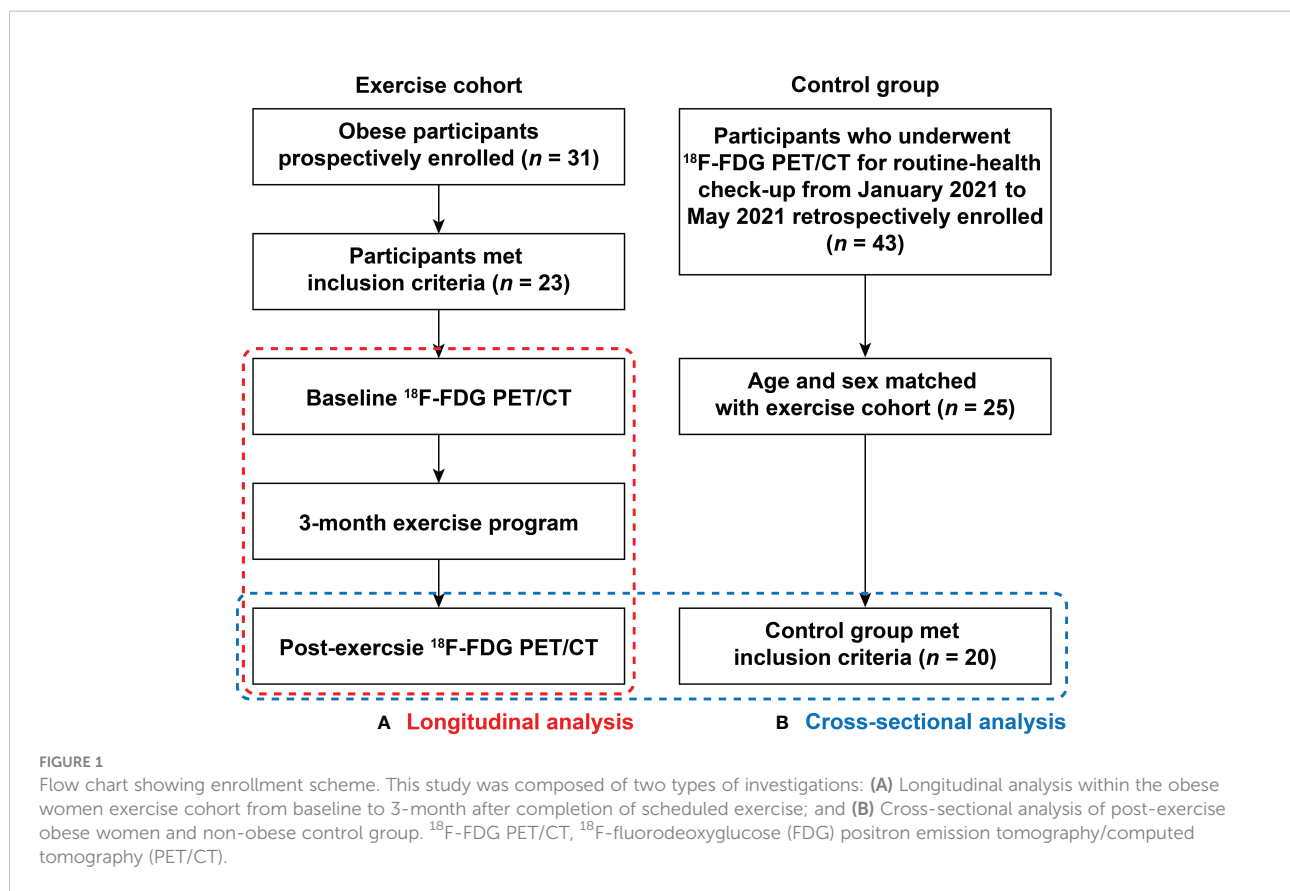 Exercise cohort
Obese participants
prospectively enrolled (n = 31)
Participants met
inclusion criteria (n = 23)
Baseline ¹⁸F-FDG PET/CT
3-month exercise program
Post-exercsie ¹⁸F-FDG PET/CT
A Longitudinal analysis
Control group
Participants who underwent
¹⁸F-FDG PET/CT for routine-health
check-up from January 2021 to
May 2021 retrospectively enrolled
(n = 43)
Age and sex matched
with exercise cohort (n = 25)
Control group met
inclusion criteria (n = 20)
B Cross-sectional analysis
FIGURE 1
Flow chart showing enrollment scheme. This study was composed of two types of investigations: (A) Longitudinal analysis within the obese
women exercise cohort from baseline to 3-month after completion of scheduled exercise; and (B) Cross-sectional analysis of post-exercise
obese women and non-obese control group. ¹⁸F-FDG PET/CT, ¹⁸F-fluorodeoxyglucose (FDG) positron emission tomography/computed
tomography (PET/CT).